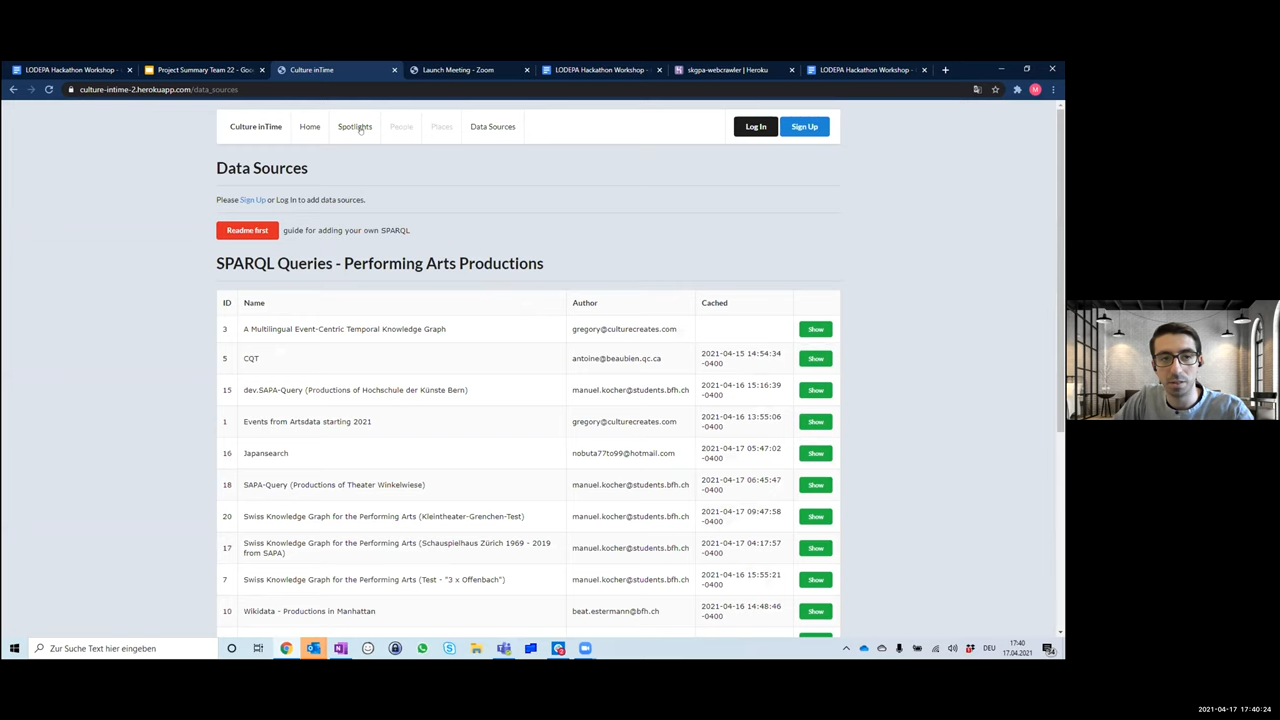 LODEPA Hackathon Workshop -
Project Summary Team 22 - Goo
Culture inTime
Launch Meeting - Zoom
LODEPA Hackathon Workshop -
skgpa-webcrawler | Heroku
LODEPA Hackathon Workshop -
culture-intime-2.herokuapp.com/data_sources
Culture inTime
Home
Spotlights
People
Places
Data Sources
Log In
Sign Up
Data Sources
Please Sign Up or Log In to add data sources.
Readme first guide for adding your own SPARQL
SPARQL Queries - Performing Arts Productions
ID Name Author Cached
3 A Multilingual Event-Centric Temporal Knowledge Graph gregory@culturecreates.com Show
5 CQT antoine@beaubien.qc.ca 2021-04-15 14:54:34 -0400 Show
15 dev.SAPA-Query (Productions of Hochschule der Künste Bern) manuel.kocher@students.bfh.ch 2021-04-16 15:16:39 -0400 Show
1 Events from Artsdata starting 2021 gregory@culturecreates.com 2021-04-16 13:55:06 -0400 Show
16 Japansearch nobuta77to99@hotmail.com 2021-04-17 05:47:02 -0400 Show
18 SAPA-Query (Productions of Theater Winkelwiese) manuel.kocher@students.bfh.ch 2021-04-17 06:45:47 -0400 Show
20 Swiss Knowledge Graph for the Performing Arts (Kleintheater-Grenchen-Test) manuel.kocher@students.bfh.ch 2021-04-17 09:47:58 -0400 Show
17 Swiss Knowledge Graph for the Performing Arts (Schauspielhaus Zürich 1969 - 2019 from SAPA) manuel.kocher@students.bfh.ch 2021-04-17 04:17:57 -0400 Show
7 Swiss Knowledge Graph for the Performing Arts (Test - "3 x Offenbach") manuel.kocher@students.bfh.ch 2021-04-16 15:55:21 -0400 Show
10 Wikidata - Productions in Manhattan beat.estermann@bfh.ch 2021-04-16 14:48:46 -0400 Show
Zur Suche Text hier eingeben
DEU
17:40
17.04.2021
2021-04-17 17:40:24